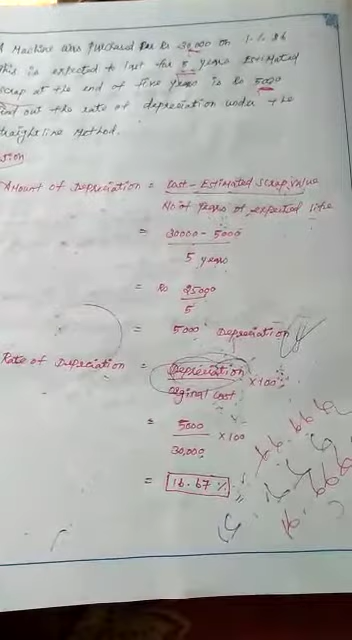 A Machine was purchased for Rs 30,000 on 1.1.86
This is expected to last for 5 years Estimated
scrap at the end of five years is Rs 5000
Find out the rate of depreciation under the
traightline Method.
tion
Amount of Depreciation = Cost - Estimated Scrap Value
No of years of expected life
= 30000 - 5000
5 years
= Rs 25000
5
= 5000 Depreciation
Rate of Depreciation = Depreciation × 100
orginal cost
= 5000 × 100
30,000
= 16.67 %